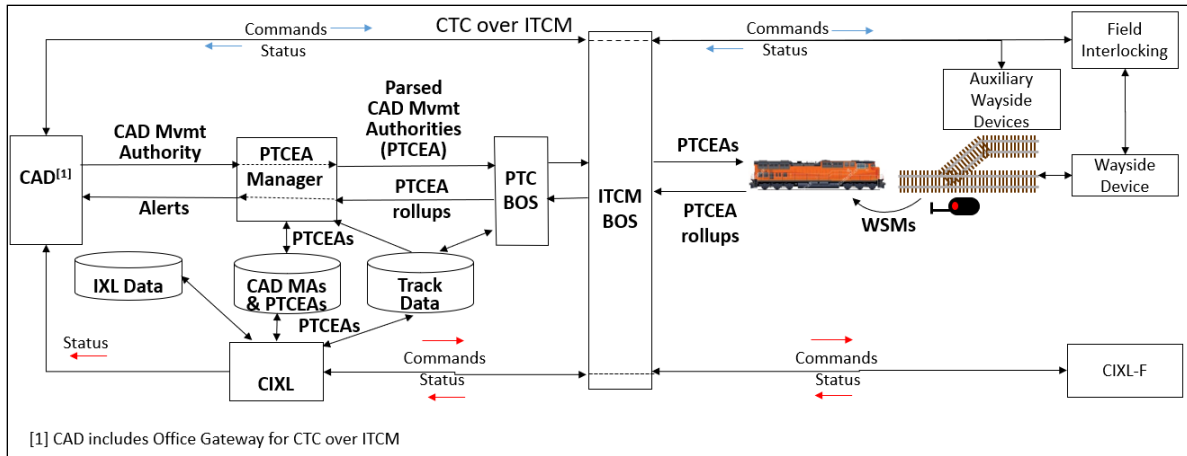 CTC over ITCM
Commands
Status
Commands
Status
Field
Interlocking
Auxiliary
Wayside
Devices
Parsed
CAD Mvmt
Authorities
(PTCEA)
CAD Mvmt
Authority
CAD[1]
PTCEA
Manager
PTCEA
rollups
Alerts
PTC
BOS
ITCM
BOS
PTCEAs
PTCEA
rollups
WSMs
Wayside
Device
PTCEAs
IXL Data
CAD MAs
& PTCEAs
Track
Data
PTCEAs
Status
CIXL
Commands
Status
Commands
Status
CIXL-F
[1] CAD includes Office Gateway for CTC over ITCM